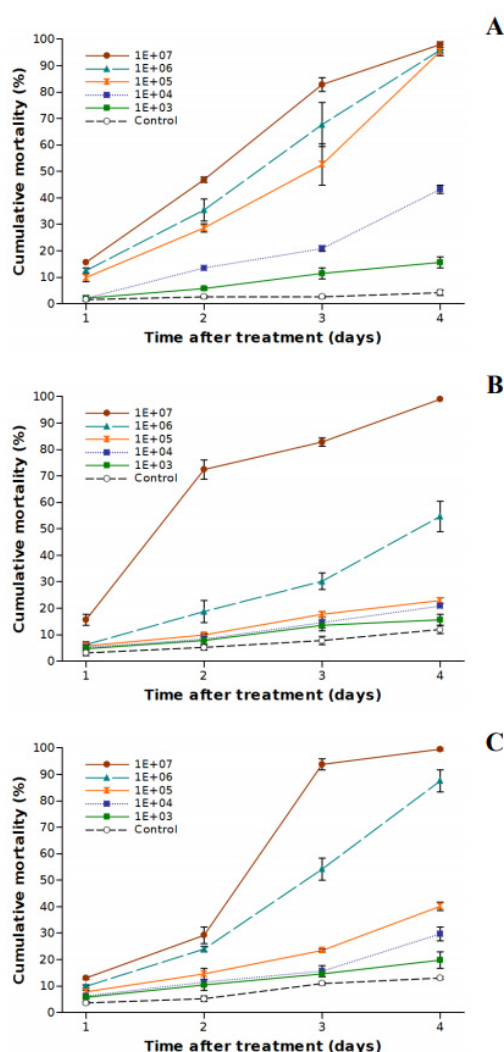 A
Cumulative mortality (%)
100
90
80
70
60
50
40
30
20
10
0
1E+07
1E+06
1E+05
1E+04
1E+03
Control
1 2 3 4
Time after treatment (days)
B
Cumulative mortality (%)
100
90
80
70
60
50
40
30
20
10
0
1E+07
1E+06
1E+05
1E+04
1E+03
Control
1 2 3 4
Time after treatment (days)
C
Cumulative mortality (%)
100
90
80
70
60
50
40
30
20
10
0
1E+07
1E+06
1E+05
1E+04
1E+03
Control
1 2 3 4
Time after treatment (days)